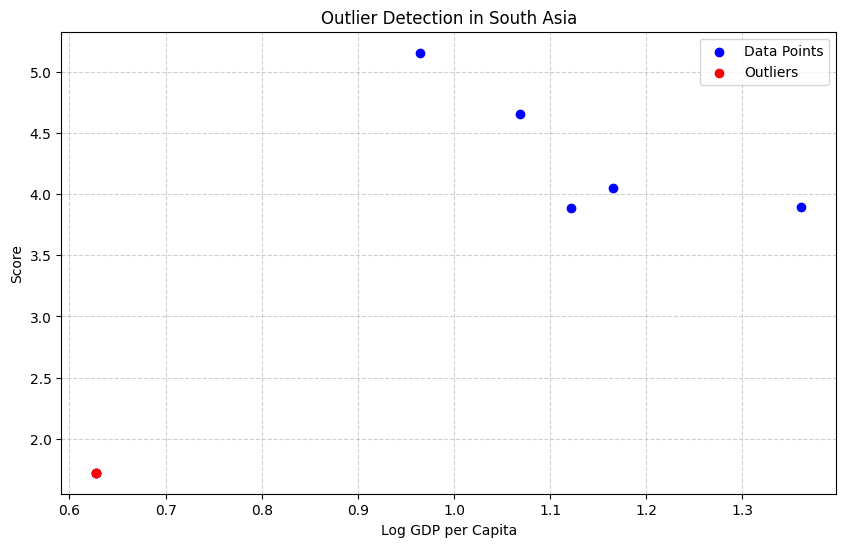 Outlier Detection in South Asia
Data Points
Outliers
5.0
4.5
4.0
3.5
3.0
2.5
2.0
Score
0.6 0.7 0.8 0.9 1.0 1.1 1.2 1.3
Log GDP per Capita